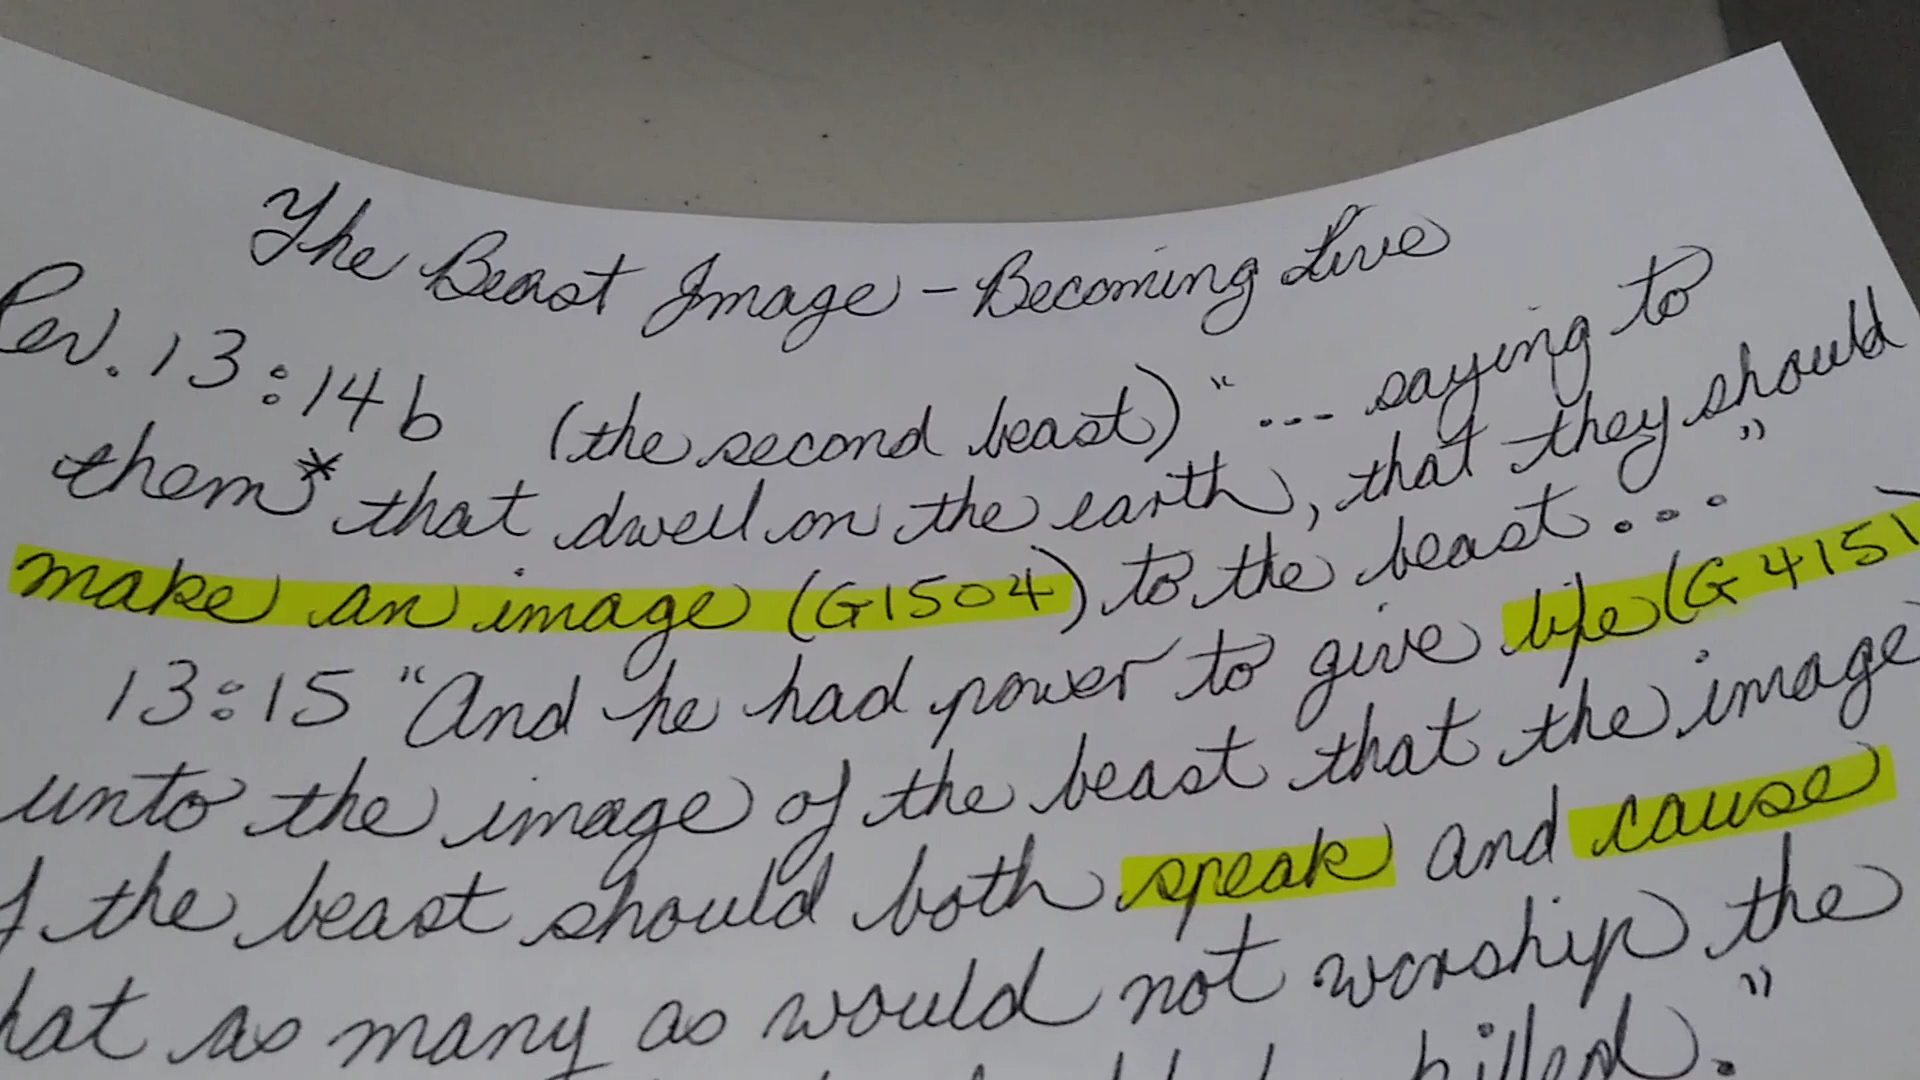 The Beast Image - Becoming Live
Rev. 13:14b (the second beast) "... saying to
them* that dwell on the earth, that they should
make an image (G1504) to the beast..."
13:15 "And he had power to give life (G4151)
unto the image of the beast that the image
of the beast should both speak and cause
that as many as would not worship the
killed."